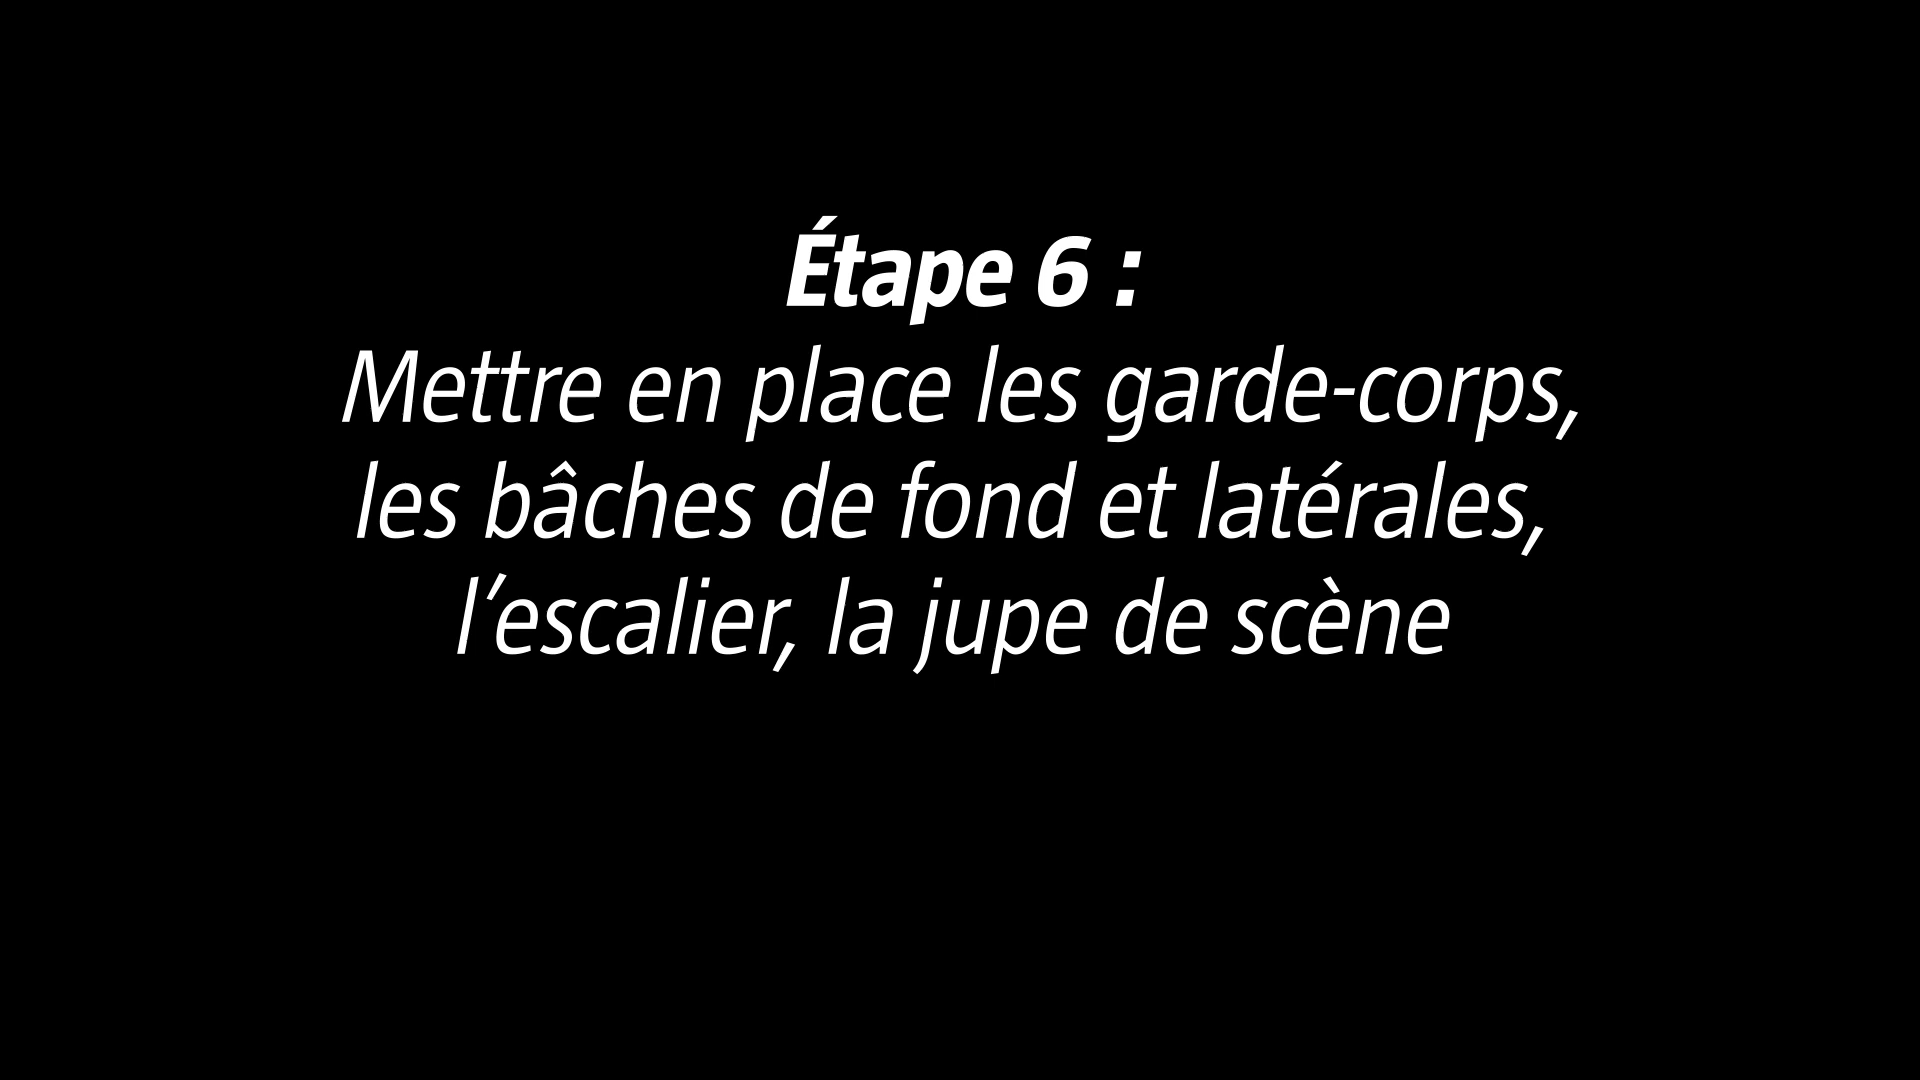 Étape 6 :
Mettre en place les garde-corps,
les bâches de fond et latérales,
l’escalier, la jupe de scène